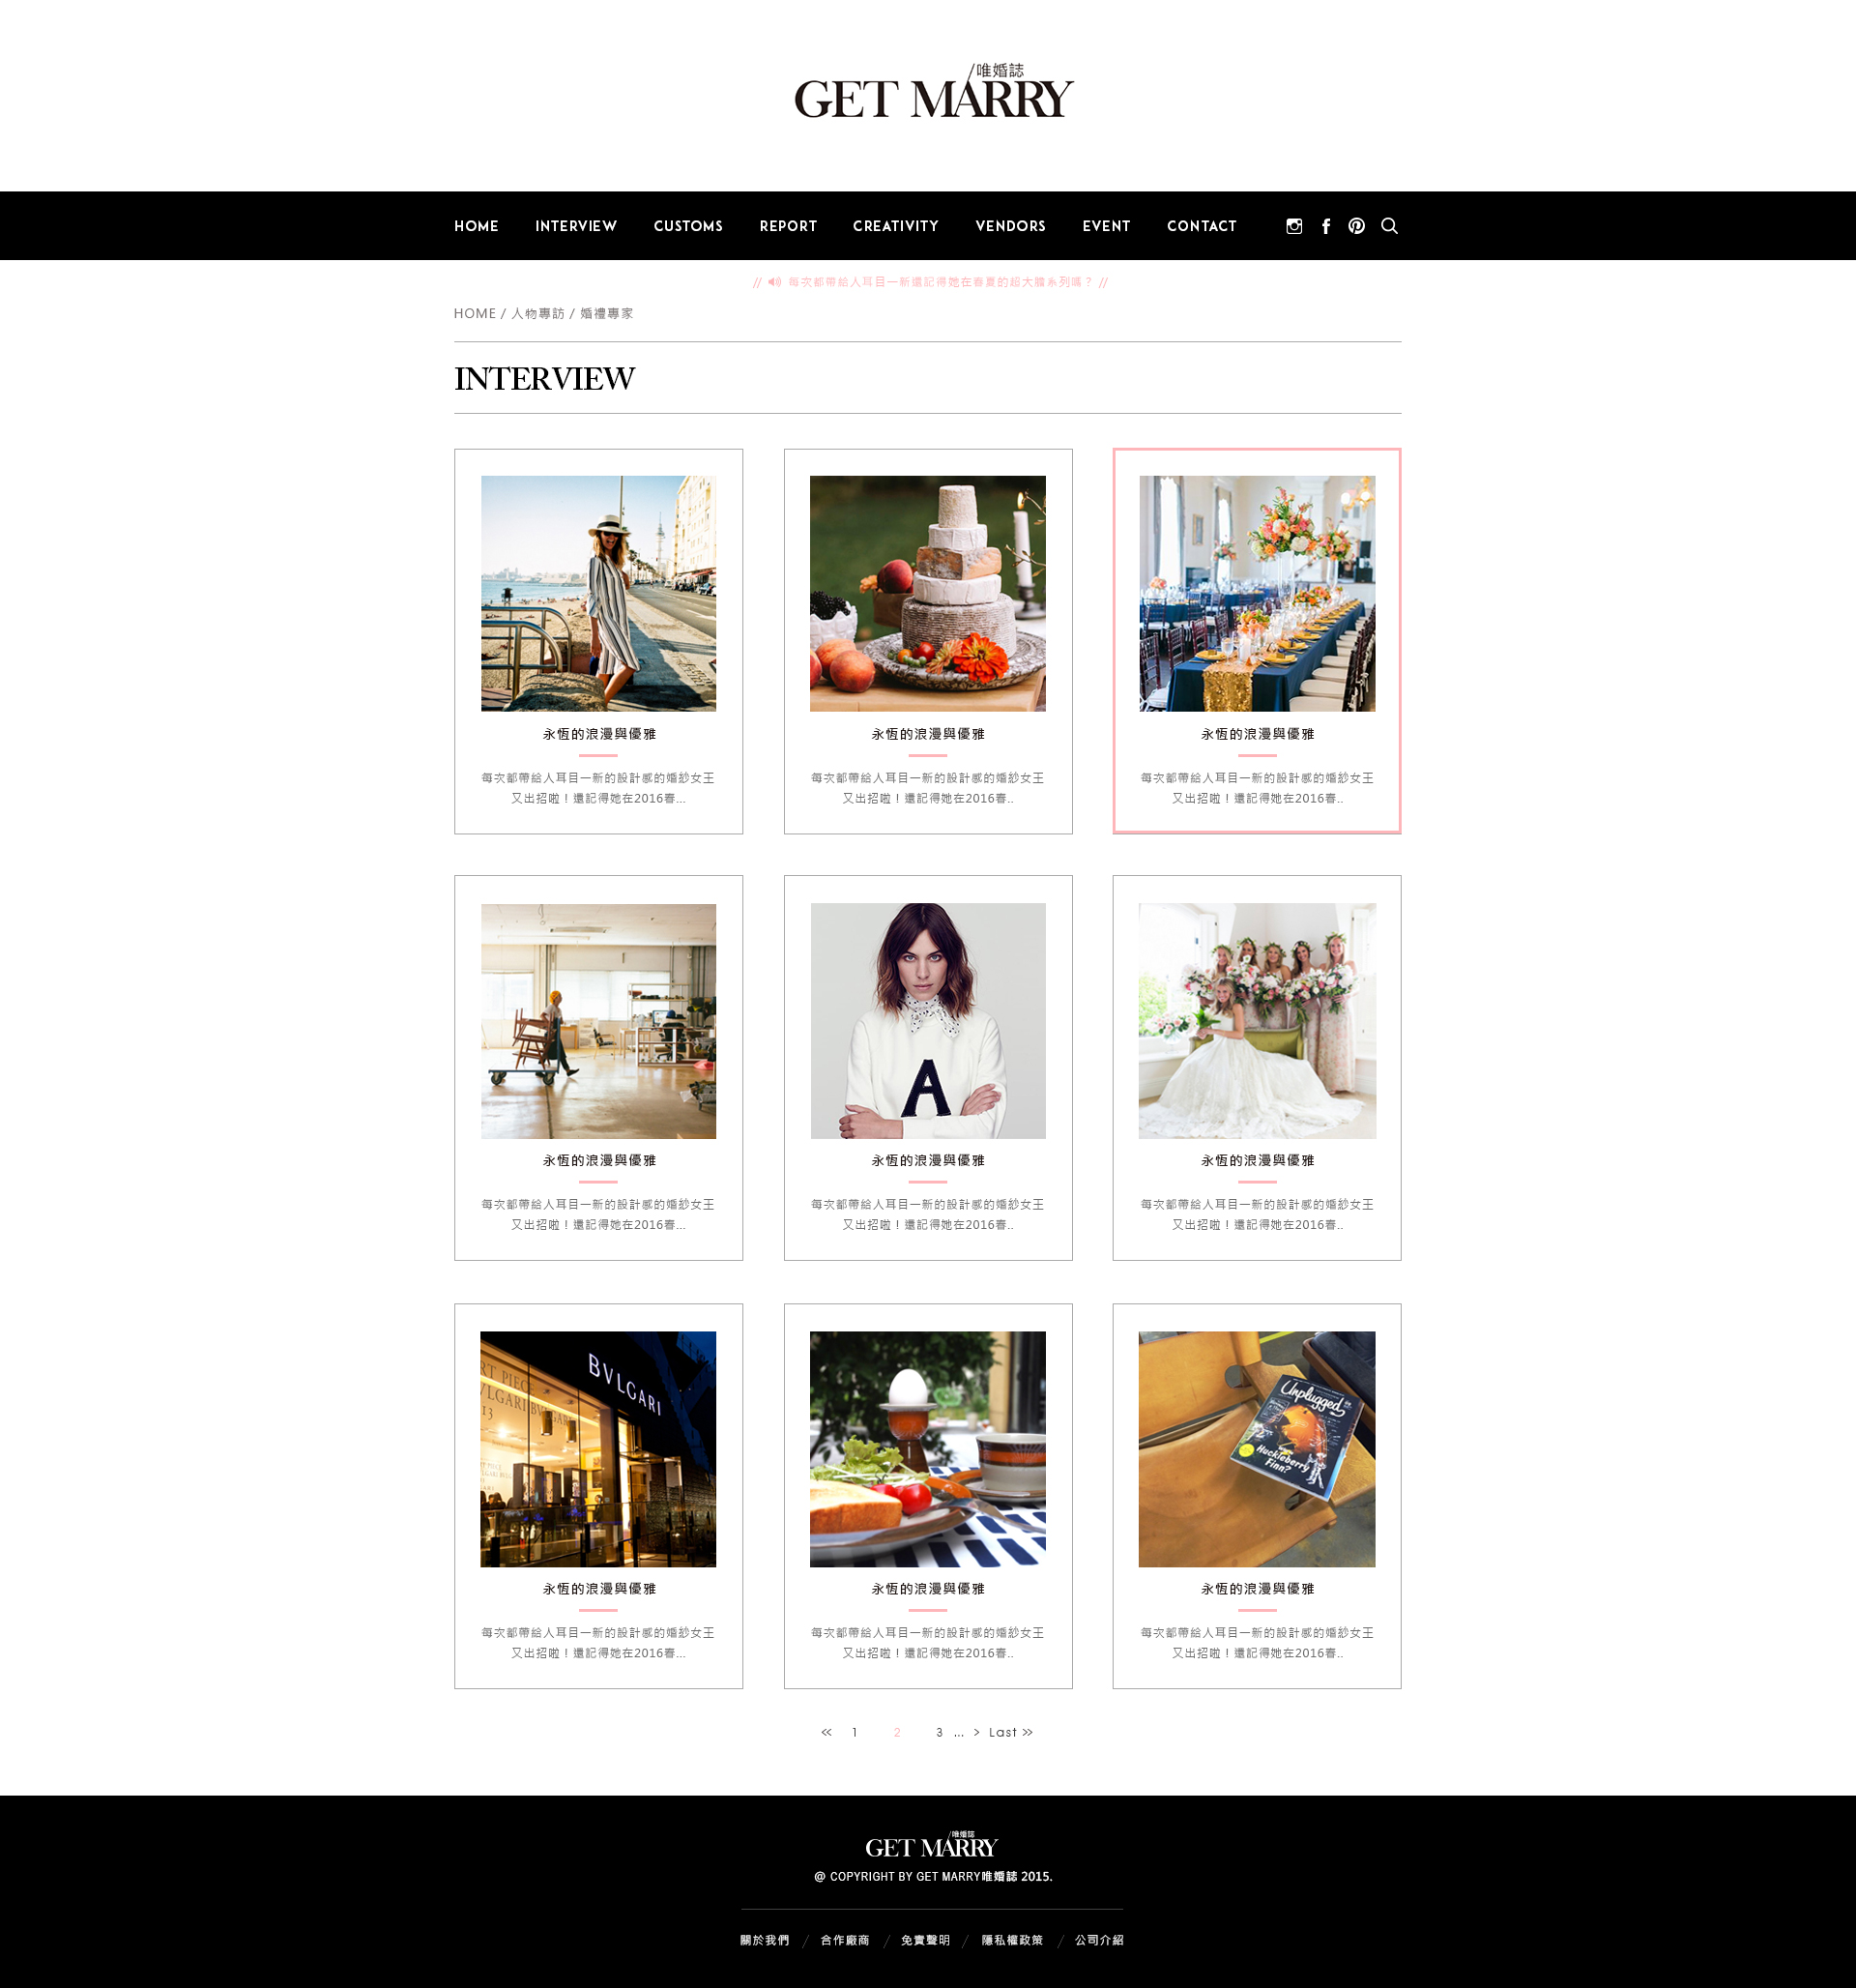 /唯婚誌
GET MARRY
HOME INTERVIEW CUSTOMS REPORT CREATIVITY VENDORS EVENT CONTACT
// 每次都帶給人耳目一新還記得她在春夏的超大膽系列嗎？ //
HOME / 人物專訪 / 婚禮專家
INTERVIEW
永恆的浪漫與優雅
每次都帶給人耳目一新的設計感的婚紗女王
又出招啦！還記得她在2016春...
永恆的浪漫與優雅
每次都帶給人耳目一新的設計感的婚紗女王
又出招啦！還記得她在2016春..
永恆的浪漫與優雅
每次都帶給人耳目一新的設計感的婚紗女王
又出招啦！還記得她在2016春..
A
永恆的浪漫與優雅
每次都帶給人耳目一新的設計感的婚紗女王
又出招啦！還記得她在2016春...
永恆的浪漫與優雅
每次都帶給人耳目一新的設計感的婚紗女王
又出招啦！還記得她在2016春..
永恆的浪漫與優雅
每次都帶給人耳目一新的設計感的婚紗女王
又出招啦！還記得她在2016春..
BVLGARI
Unplugged
Huckleberry
Finn?
永恆的浪漫與優雅
每次都帶給人耳目一新的設計感的婚紗女王
又出招啦！還記得她在2016春...
永恆的浪漫與優雅
每次都帶給人耳目一新的設計感的婚紗女王
又出招啦！還記得她在2016春..
永恆的浪漫與優雅
每次都帶給人耳目一新的設計感的婚紗女王
又出招啦！還記得她在2016春..
<< 1 2 3 ... > Last >>
/唯婚誌
GET MARRY
@ COPYRIGHT BY GET MARRY唯婚誌 2015.
關於我們 / 合作廠商 / 免責聲明 / 隱私權政策 / 公司介紹